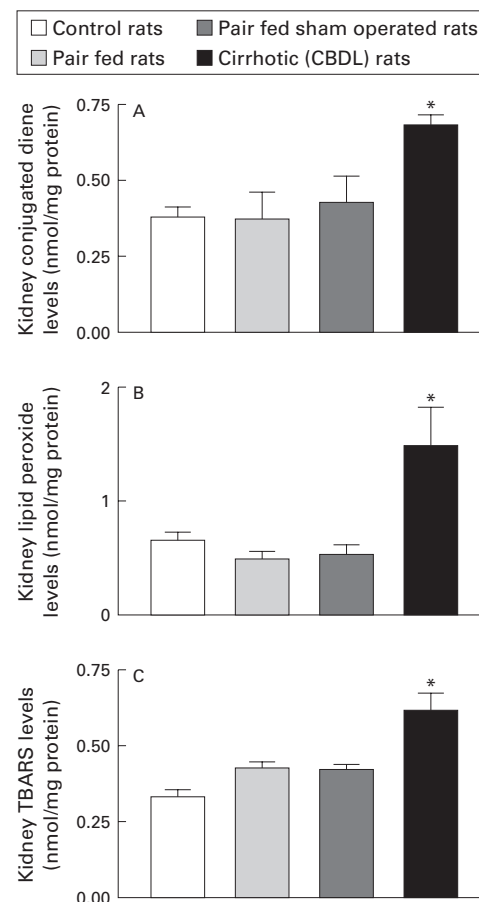 Control rats
Pair fed sham operated rats
Pair fed rats
Cirrhotic (CBDL) rats
Kidney conjugated diene
levels (nmol/mg protein)
0.75
0.50
0.25
0.00
A
*
Kidney lipid peroxide
levels (nmol/mg protein)
2
1
0
B
*
Kidney TBARS levels
(nmol/mg protein)
0.75
0.50
0.25
0.00
C
*